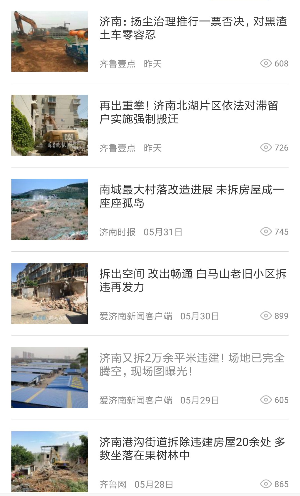 济南：扬尘治理推行一票否决，对黑渣
土车零容忍
齐鲁壹点 昨天 608
再出重拳！济南北湖片区依法对滞留
户实施强制搬迁
齐鲁壹点 昨天 726
南城最大村落改造进展 未拆房屋成一
座座孤岛
济南时报 05月31日 745
拆出空间 改出畅通 白马山老旧小区拆
违再发力
爱济南新闻客户端 05月30日 899
济南又拆2万余平米违建！场地已完全
腾空，现场图曝光！
爱济南新闻客户端 05月29日 605
济南港沟街道拆除违建房屋20余处 多
数坐落在果树林中
齐鲁网 05月28日 865